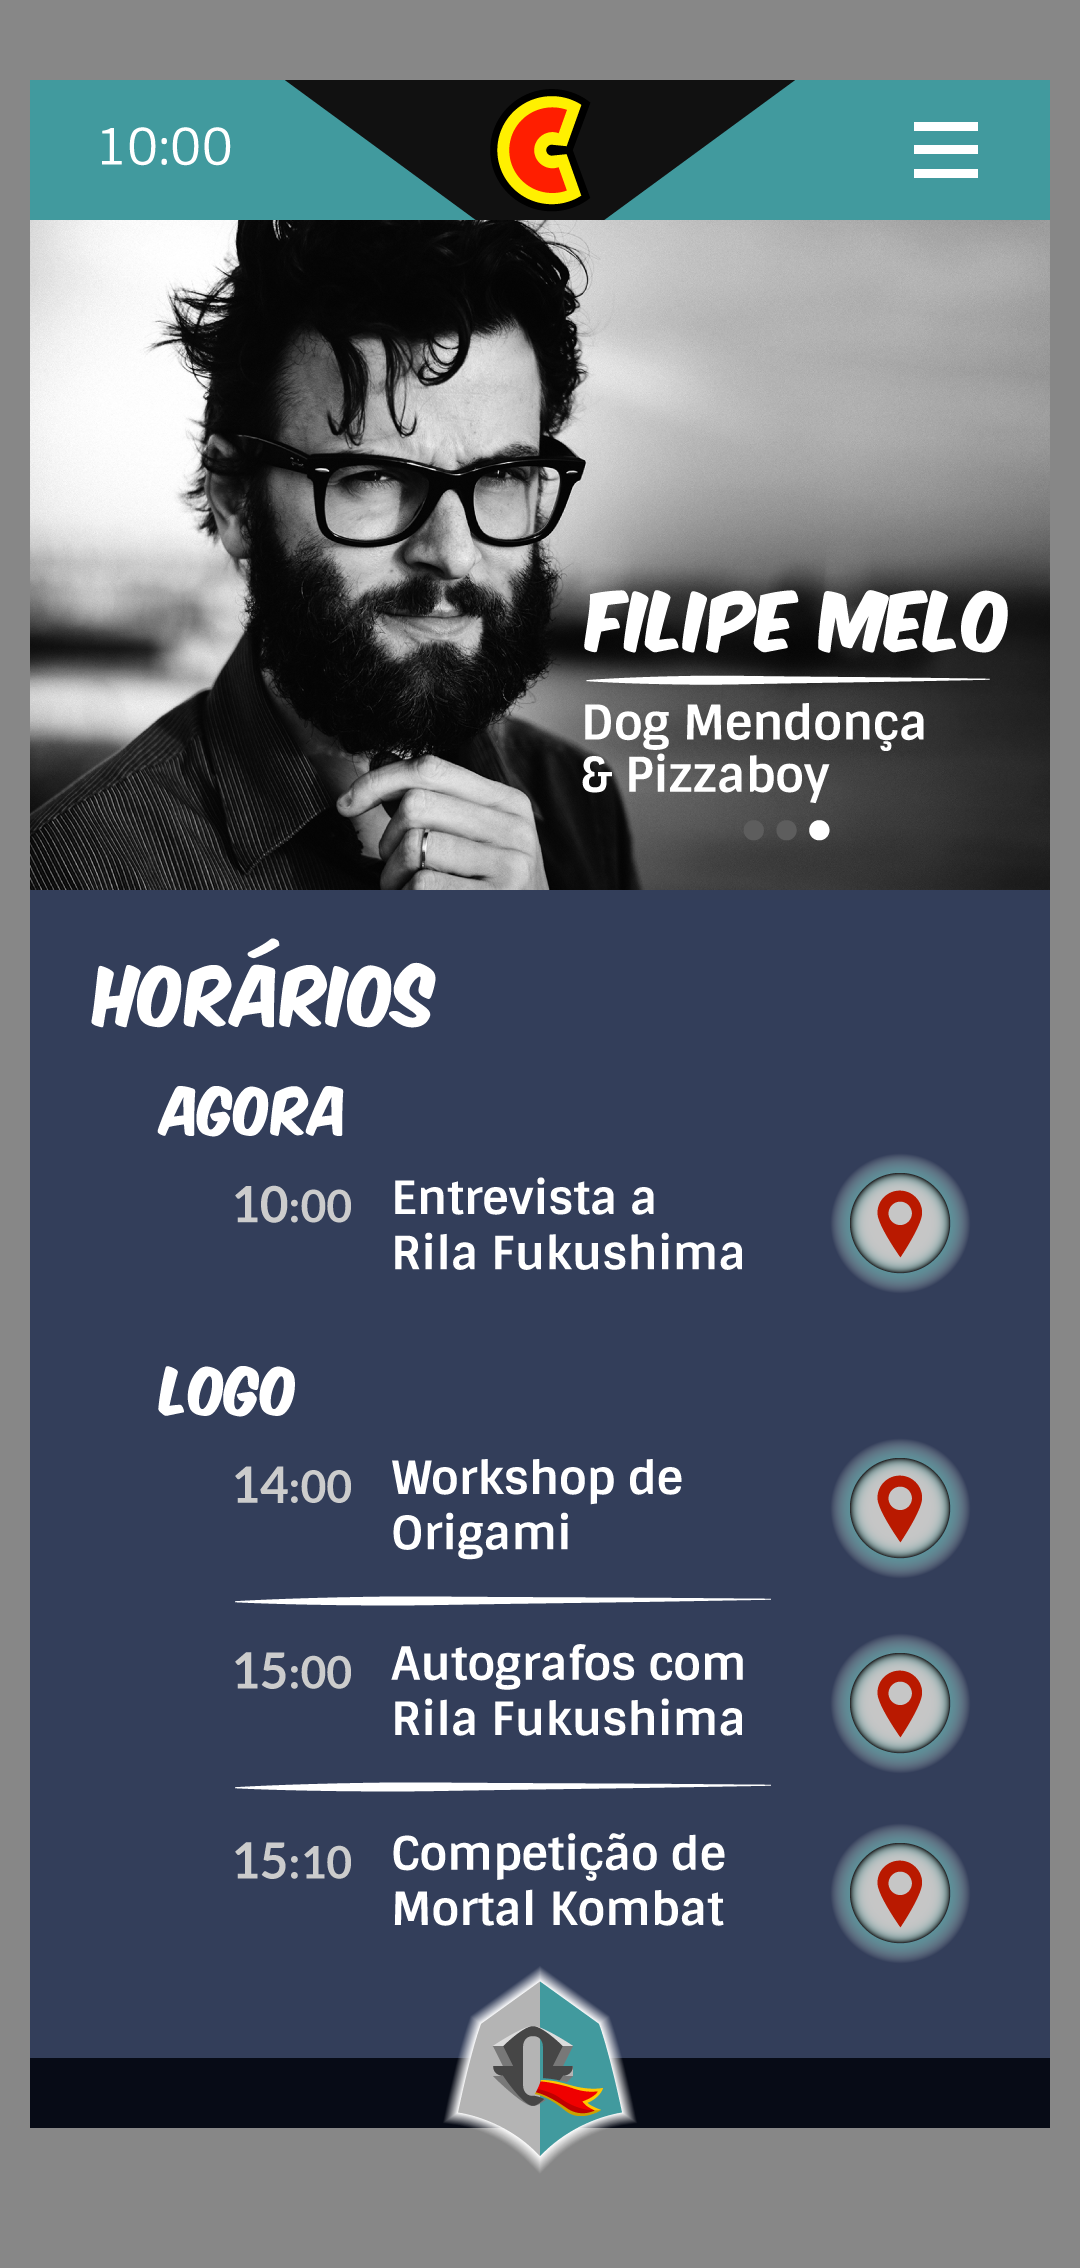 10:00
FILIPE MELO
Dog Mendonça
& Pizzaboy
HORÁRIOS
AGORA
10:00 Entrevista a
Rila Fukushima
LOGO
14:00 Workshop de
Origami
15:00 Autografos com
Rila Fukushima
15:10 Competição de
Mortal Kombat